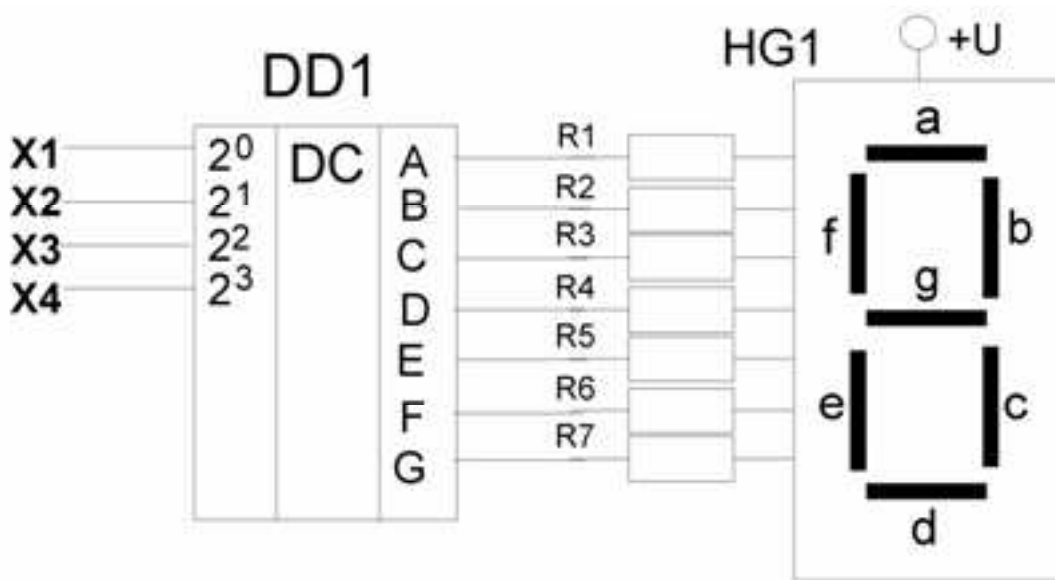 DD1
X1
X2
X3
X4
2⁰
2¹
2²
2³
DC
A
B
C
D
E
F
G
R1
R2
R3
R4
R5
R6
R7
HG1
+U
a
f
b
g
e
c
d